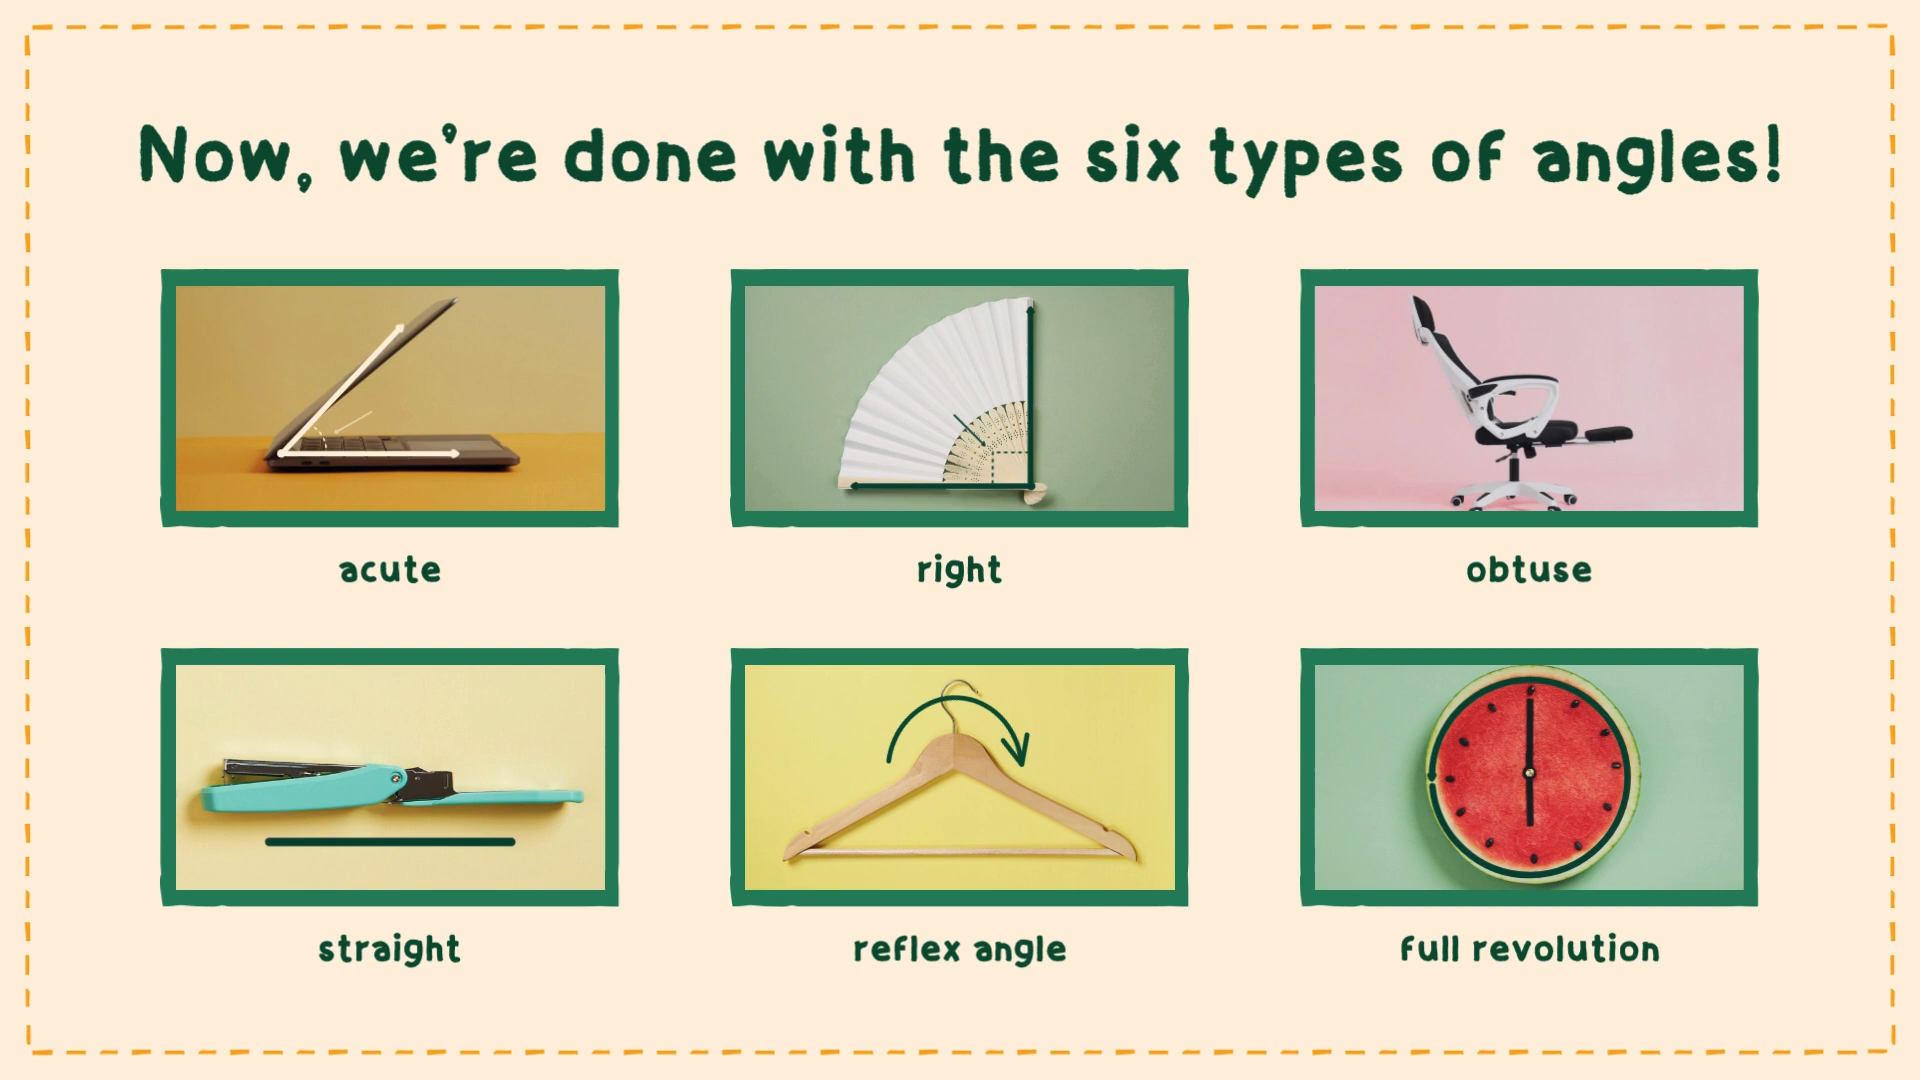 Now, we're done with the six types of angles!
acute
right
obtuse
straight
reflex angle
full revolution